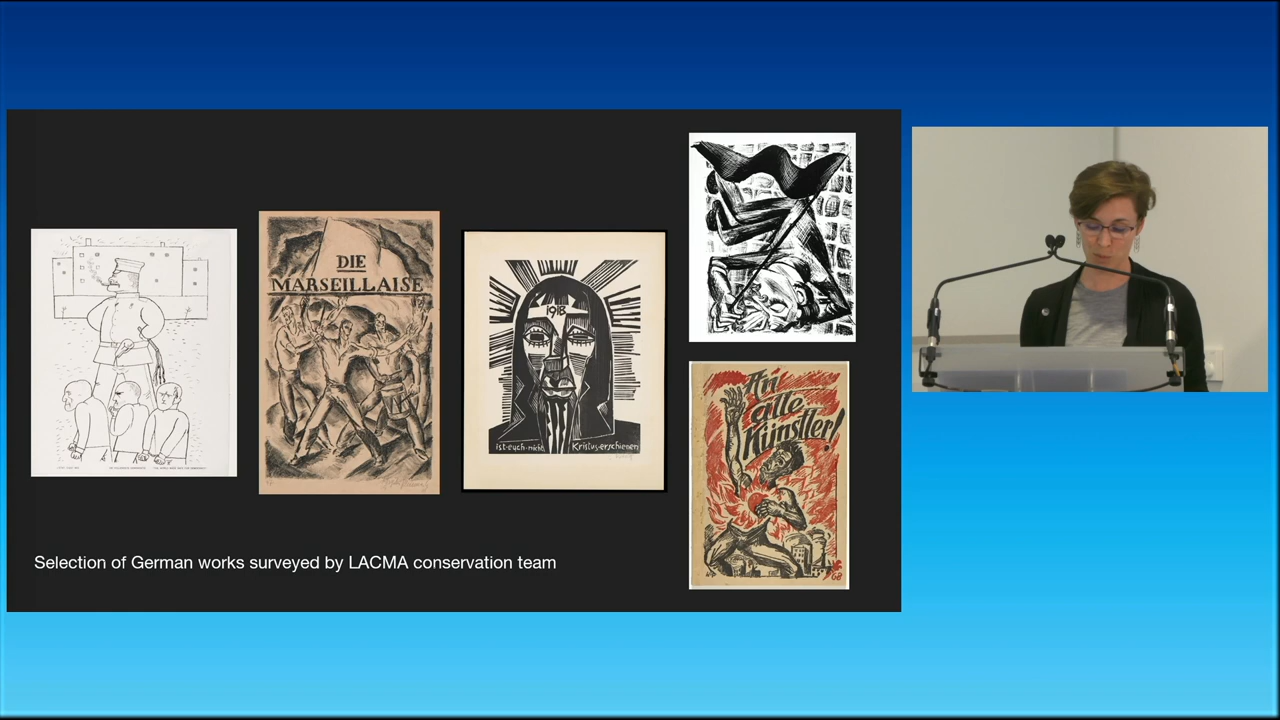 DIE
MARSEILLAISE
1918
ist·euch·nicht
Kristus·erschienen
An
alle
Künstler!
Selection of German works surveyed by LACMA conservation team